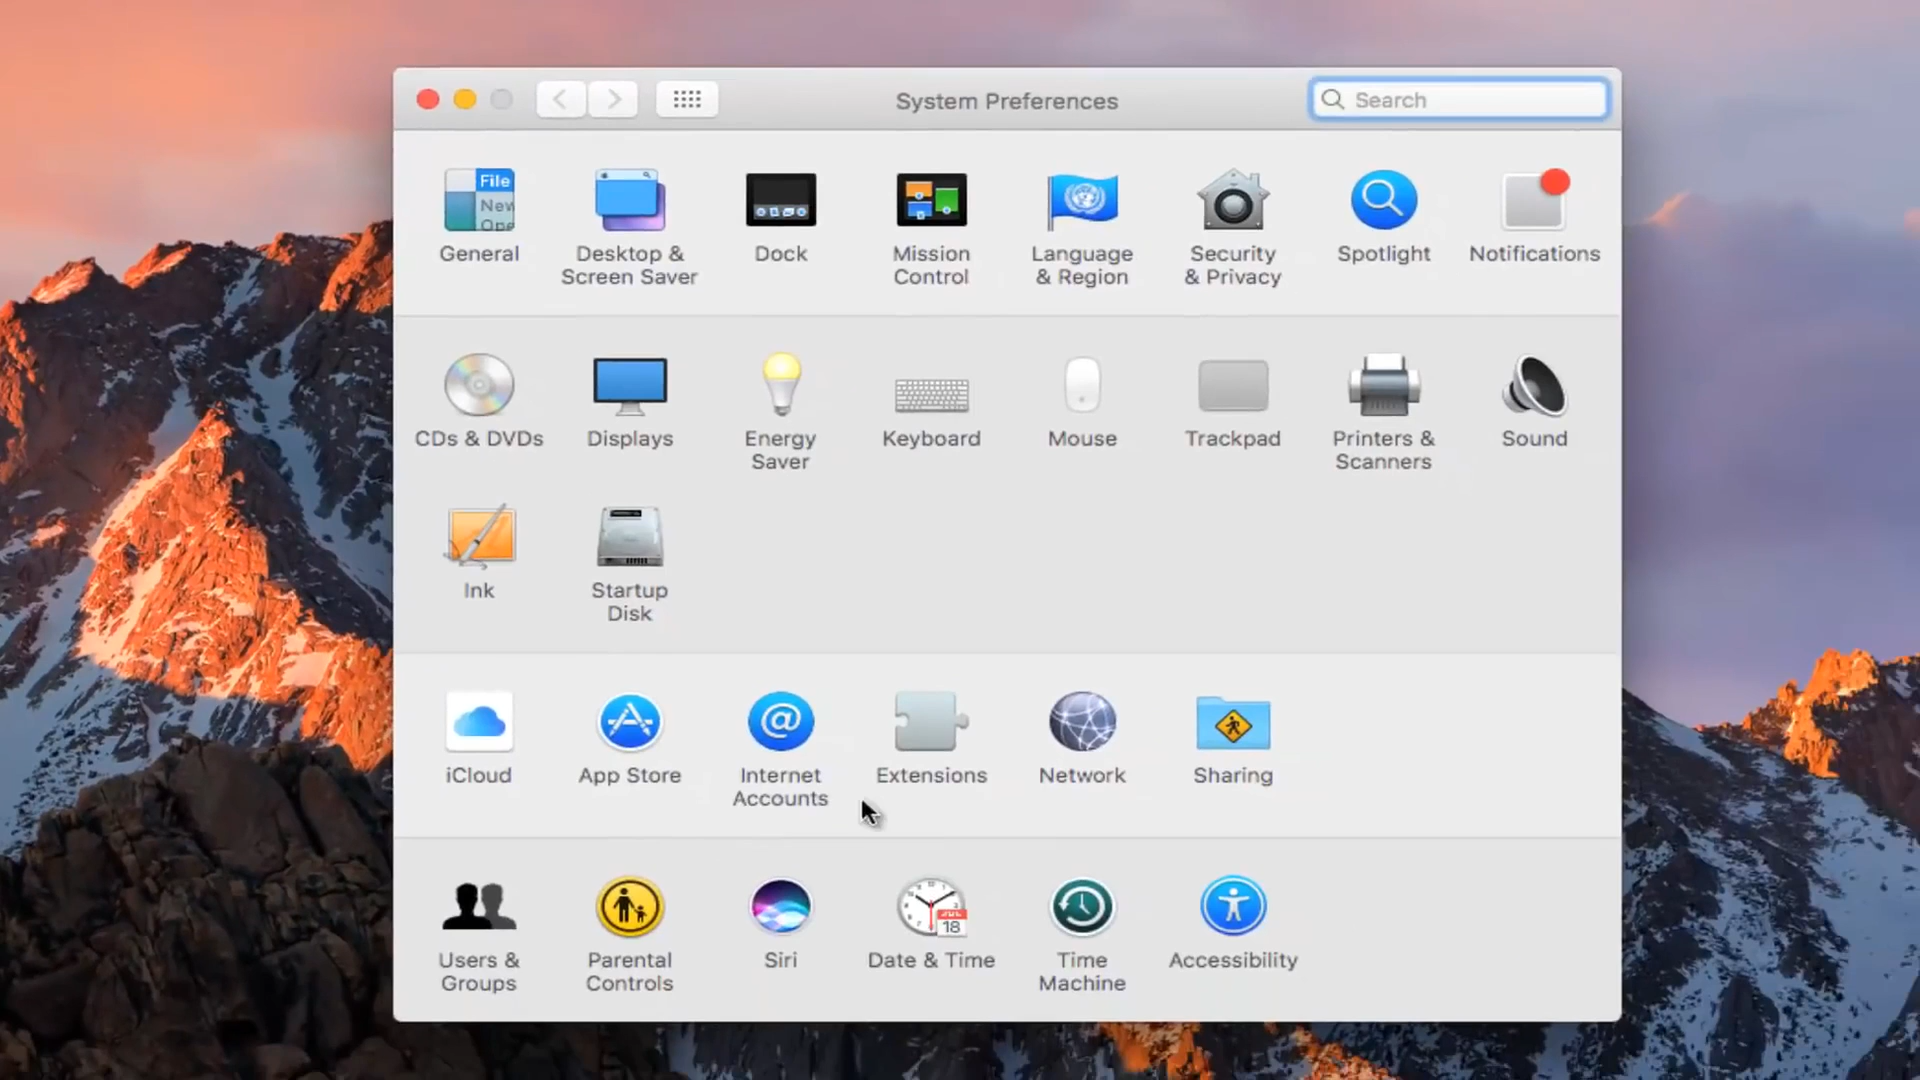 System Preferences
Search
File
New
Ope
General
Desktop &
Screen Saver
Dock
Mission
Control
Language
& Region
Security
& Privacy
Spotlight
Notifications
CDs & DVDs
Displays
Energy
Saver
Keyboard
Mouse
Trackpad
Printers &
Scanners
Sound
Ink
Startup
Disk
iCloud
App Store
@
Internet
Accounts
Extensions
Network
Sharing
Users &
Groups
Parental
Controls
Siri
JUL
18
Date & Time
Time
Machine
Accessibility